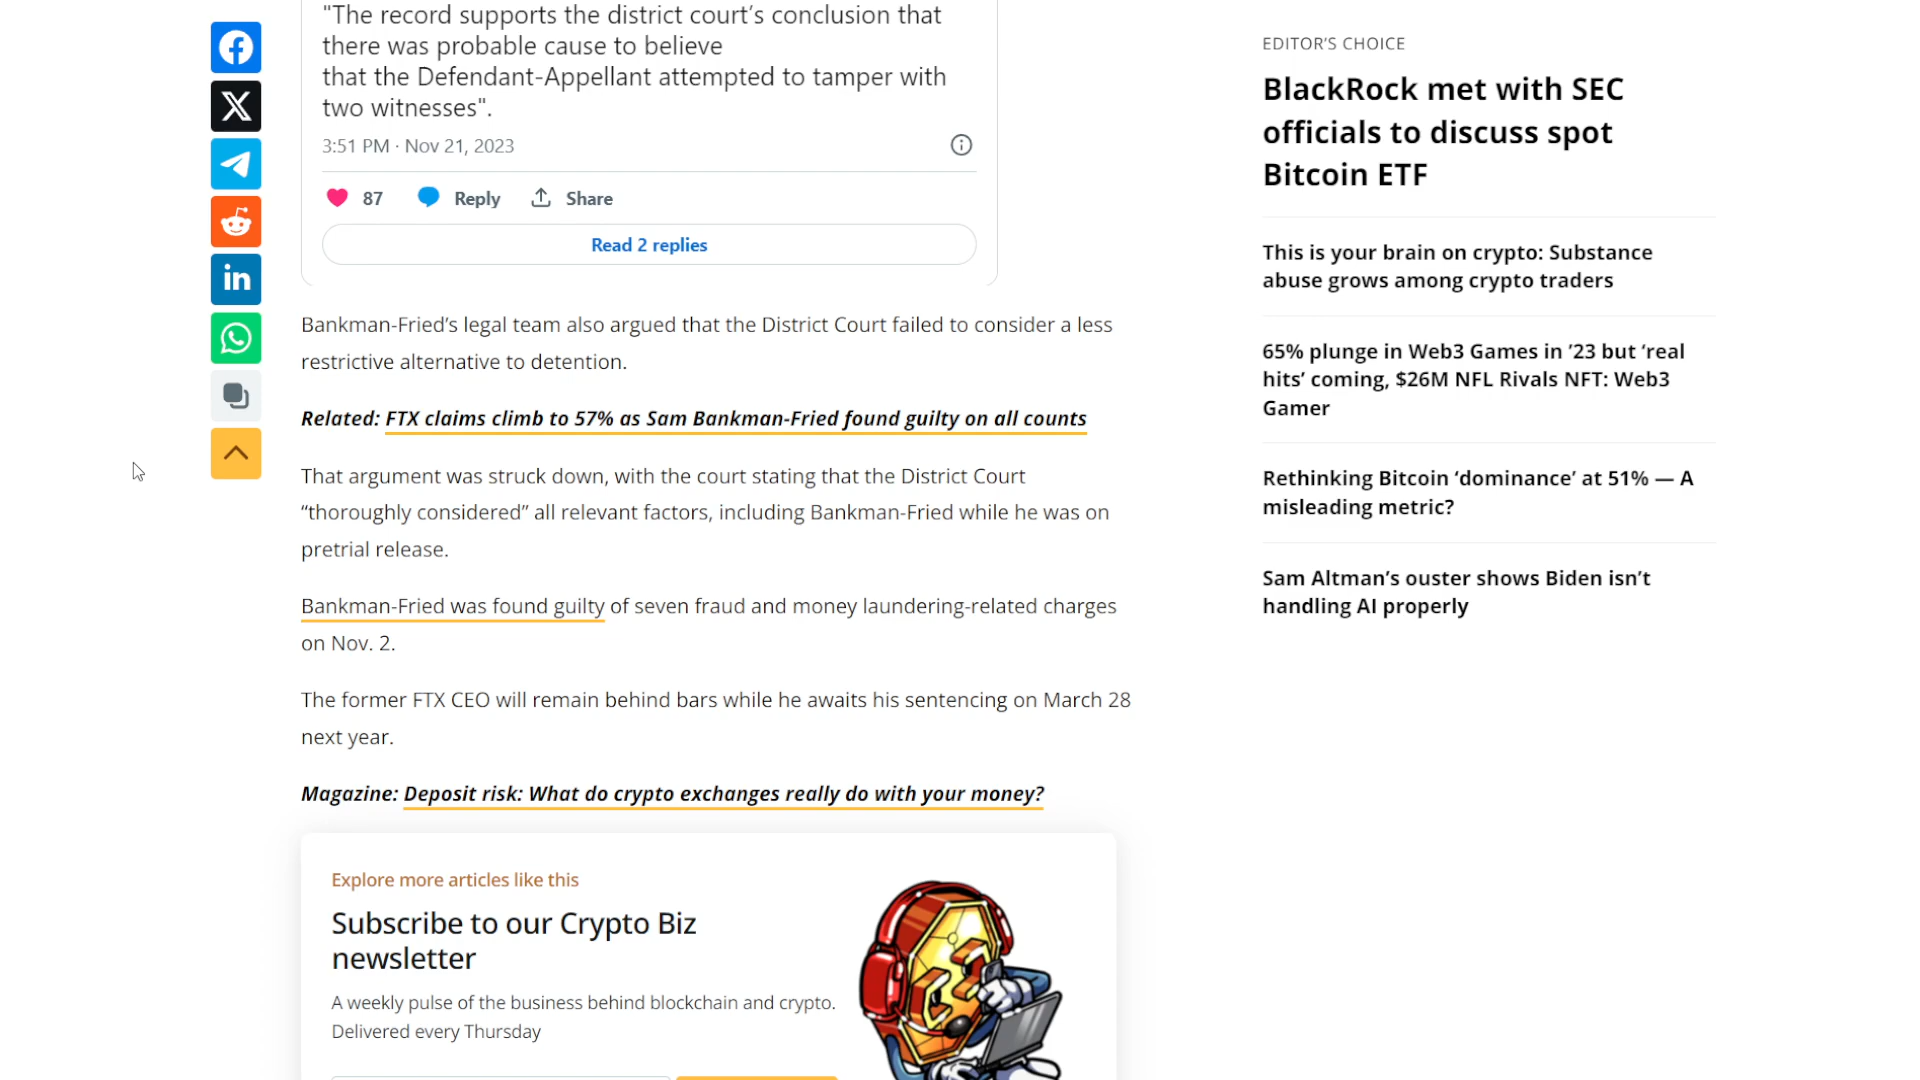 "The record supports the district court’s conclusion that
there was probable cause to believe
that the Defendant-Appellant attempted to tamper with
two witnesses".
3:51 PM · Nov 21, 2023
87 Reply Share
Read 2 replies
Bankman-Fried’s legal team also argued that the District Court failed to consider a less
restrictive alternative to detention.
Related: FTX claims climb to 57% as Sam Bankman-Fried found guilty on all counts
That argument was struck down, with the court stating that the District Court
“thoroughly considered” all relevant factors, including Bankman-Fried while he was on
pretrial release.
Bankman-Fried was found guilty of seven fraud and money laundering-related charges
on Nov. 2.
The former FTX CEO will remain behind bars while he awaits his sentencing on March 28
next year.
Magazine: Deposit risk: What do crypto exchanges really do with your money?
Explore more articles like this
Subscribe to our Crypto Biz
newsletter
A weekly pulse of the business behind blockchain and crypto.
Delivered every Thursday
EDITOR’S CHOICE
BlackRock met with SEC
officials to discuss spot
Bitcoin ETF
This is your brain on crypto: Substance
abuse grows among crypto traders
65% plunge in Web3 Games in ’23 but ‘real
hits’ coming, $26M NFL Rivals NFT: Web3
Gamer
Rethinking Bitcoin ‘dominance’ at 51% — A
misleading metric?
Sam Altman’s ouster shows Biden isn’t
handling AI properly